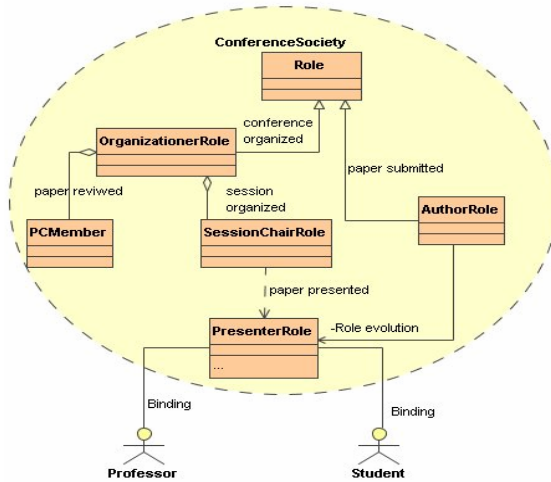 ConferenceSociety
Role
conference
organized
OrganizationerRole
paper submitted
paper reviwed
session
organized
AuthorRole
PCMember
SessionChairRole
paper presented
PresenterRole
-Role evolution
...
Binding
Binding
Professor
Student